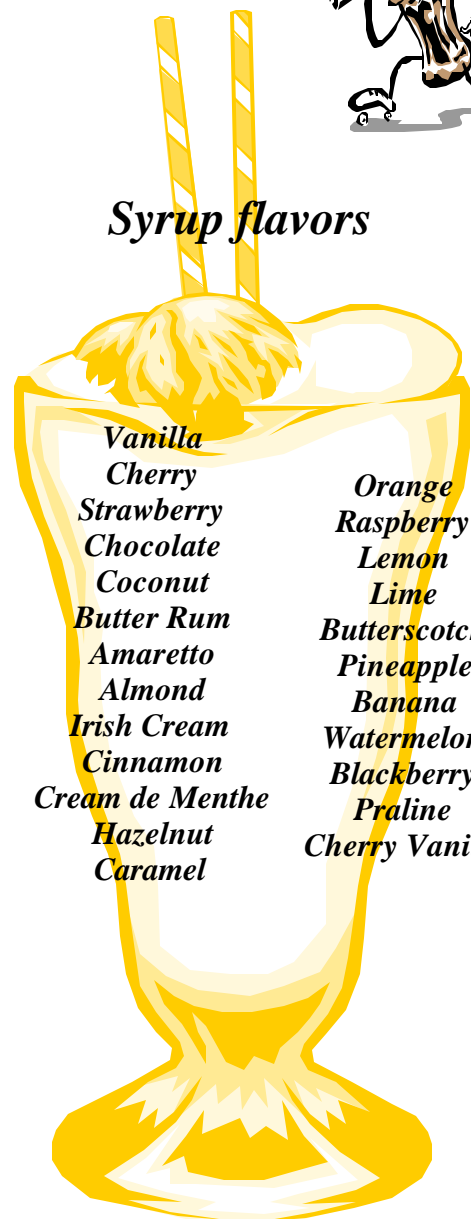 Syrup flavors
Vanilla
Cherry
Strawberry
Chocolate
Coconut
Butter Rum
Amaretto
Almond
Irish Cream
Cinnamon
Cream de Menthe
Hazelnut
Caramel
Orange
Raspberry
Lemon
Lime
Butterscotc
Pineapple
Banana
Watermelon
Blackberry
Praline
Cherry Vani